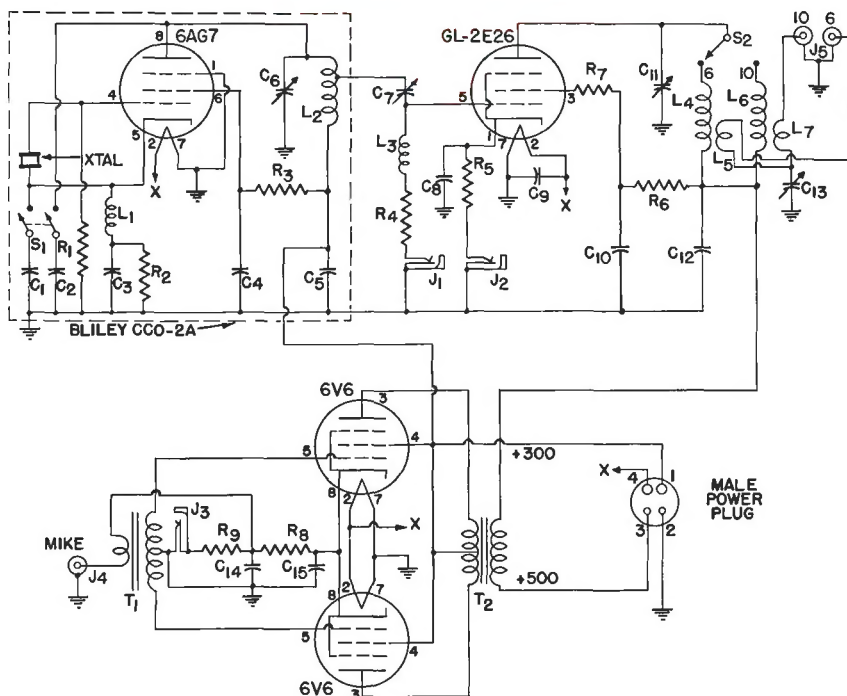 6AG7
8
1
6
4
5
2
7
X
XTAL
S1
R1
L1
C1
C2
C3
R2
R3
C4
C5
C6
L2
BLILEY CCO-2A
GL-2E26
C7
5
3
1
7
2
L3
R4
C8
R5
C9
X
J1
J2
R7
C10
R6
C11
C12
S2
6
10
L4
L6
L5
L7
C13
10
6
J5
6V6
3
5
4
8
2
7
X
MIKE
J4
T1
J3
R9
R8
C14
C15
8
2
7
5
4
6V6
3
T2
+300
+500
X
4
1
3
2
MALE
POWER
PLUG